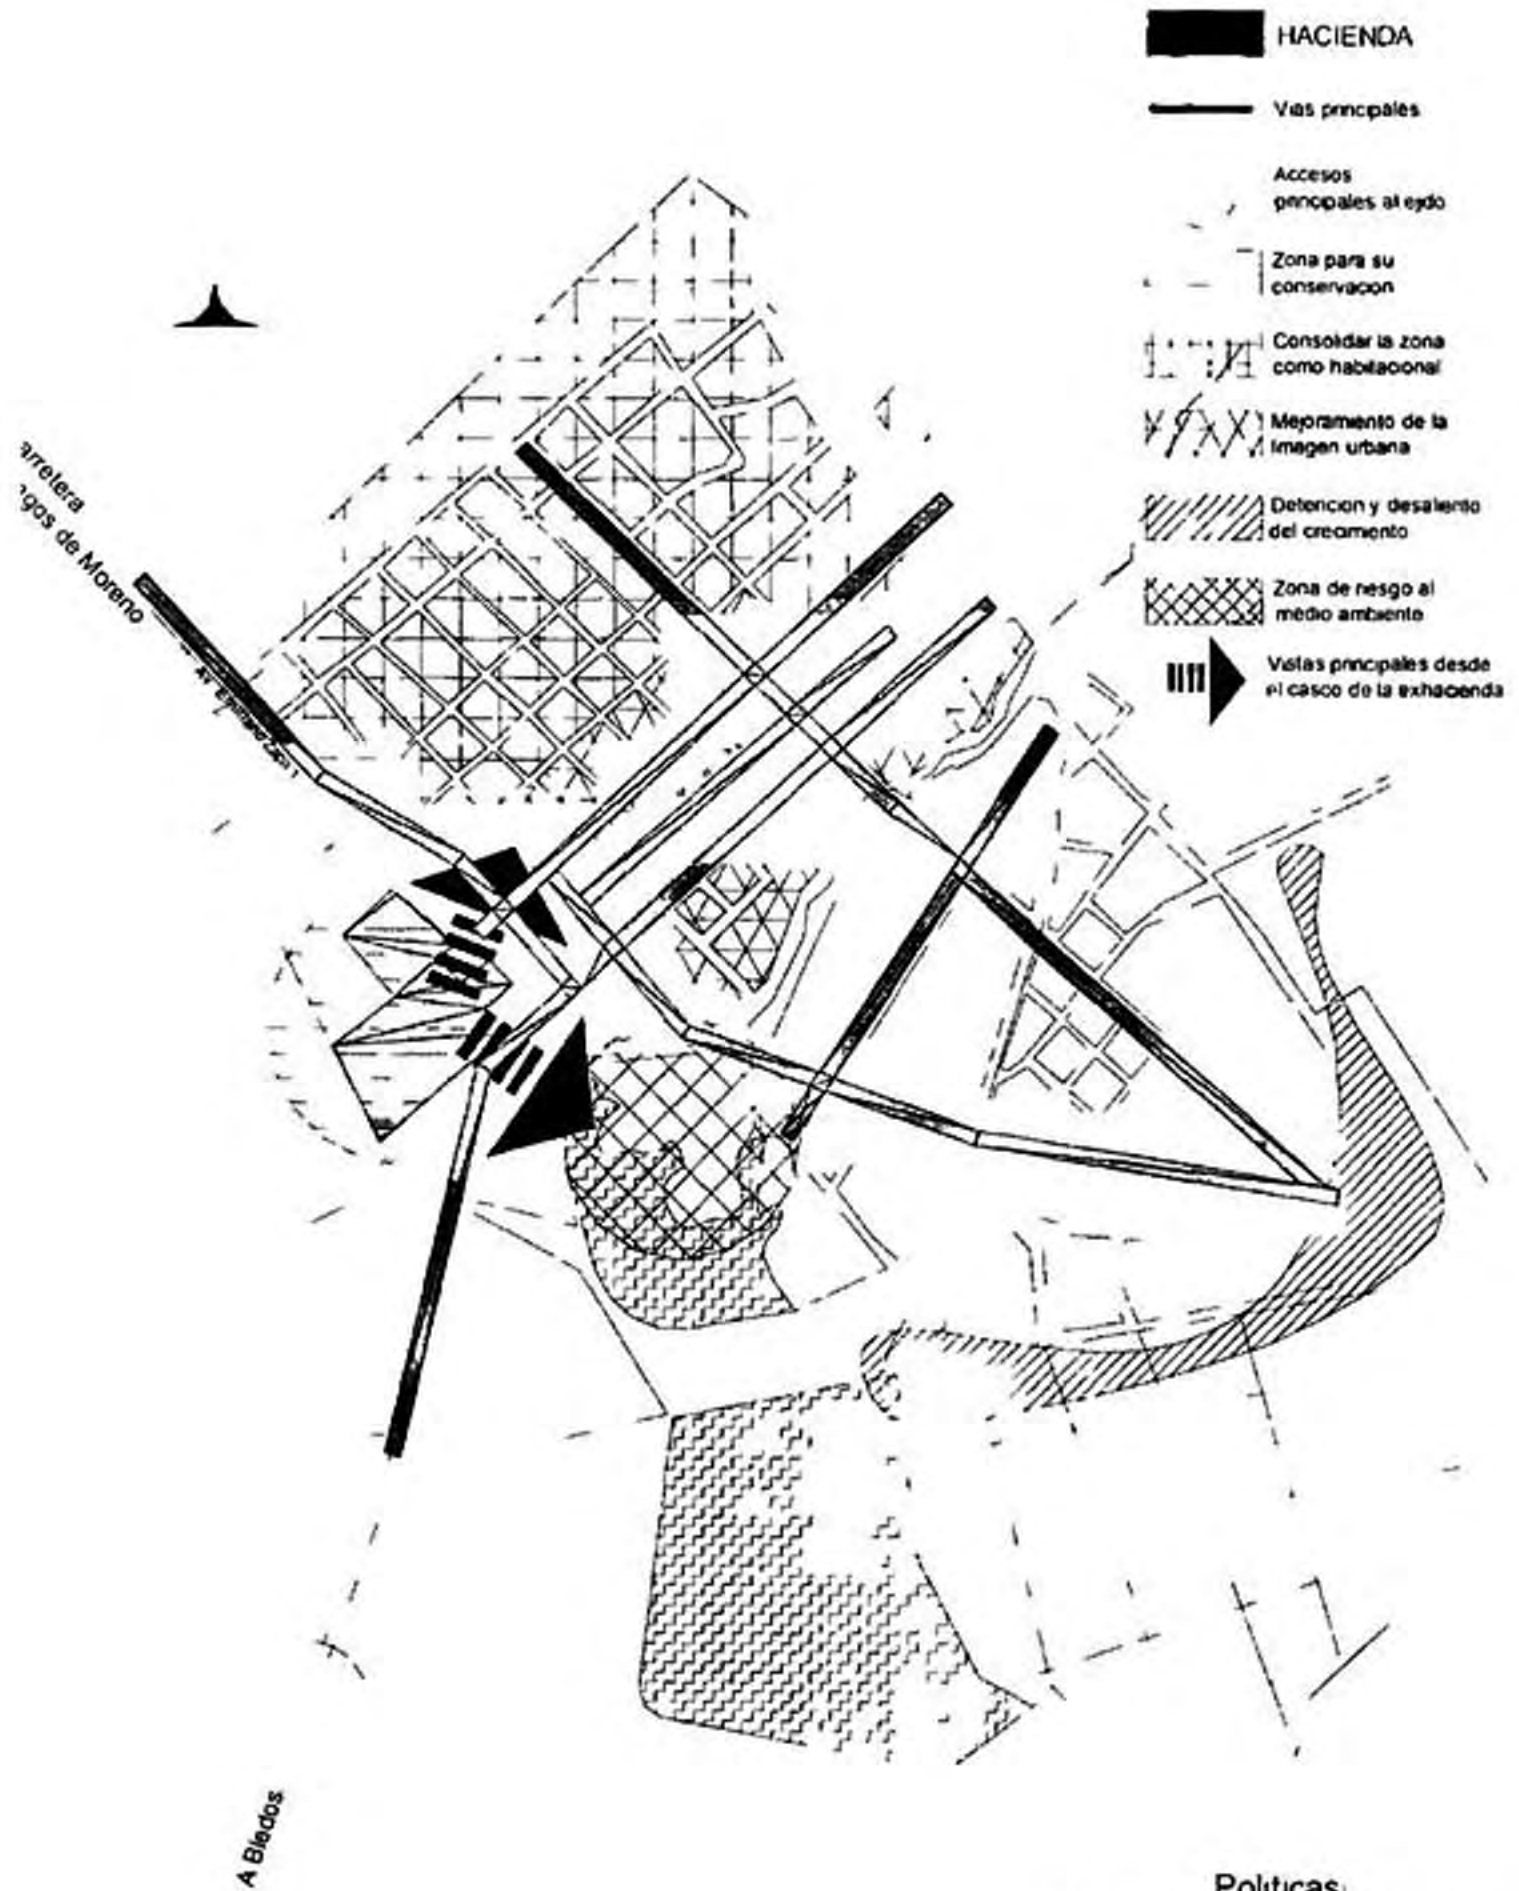 HACIENDA
Vias principales
Accesos
principales al ejido
Zona para su
conservacion
Consolidar la zona
como habitacional
Mejoramiento de la
Imagen urbana
Detencion y desaliento
del crecimiento
Zona de riesgo al
medio ambiente
Vistas principales desde
el casco de la exhacienda
arretera
agos de Moreno
Av
A Bledos
Politicas